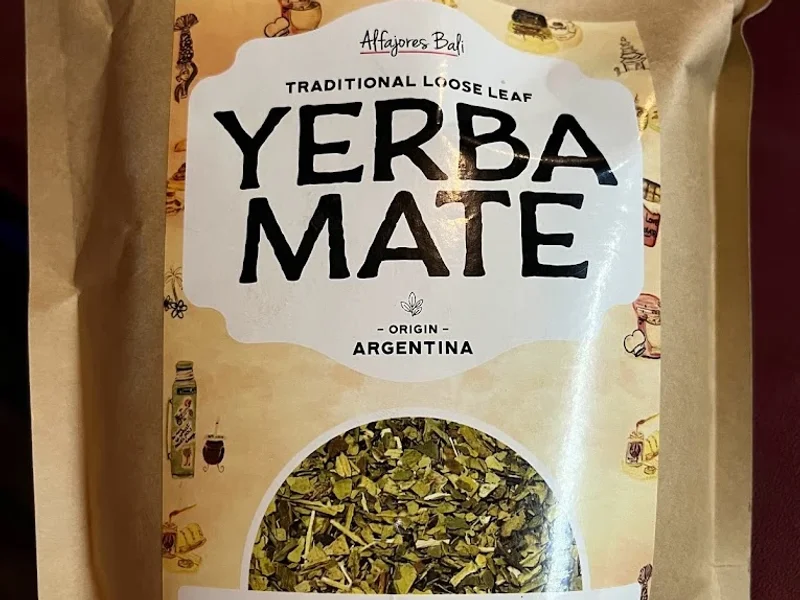 Alfajores Bali
TRADITIONAL LOOSE LEAF
YERBA
MATE
– ORIGIN –
ARGENTINA